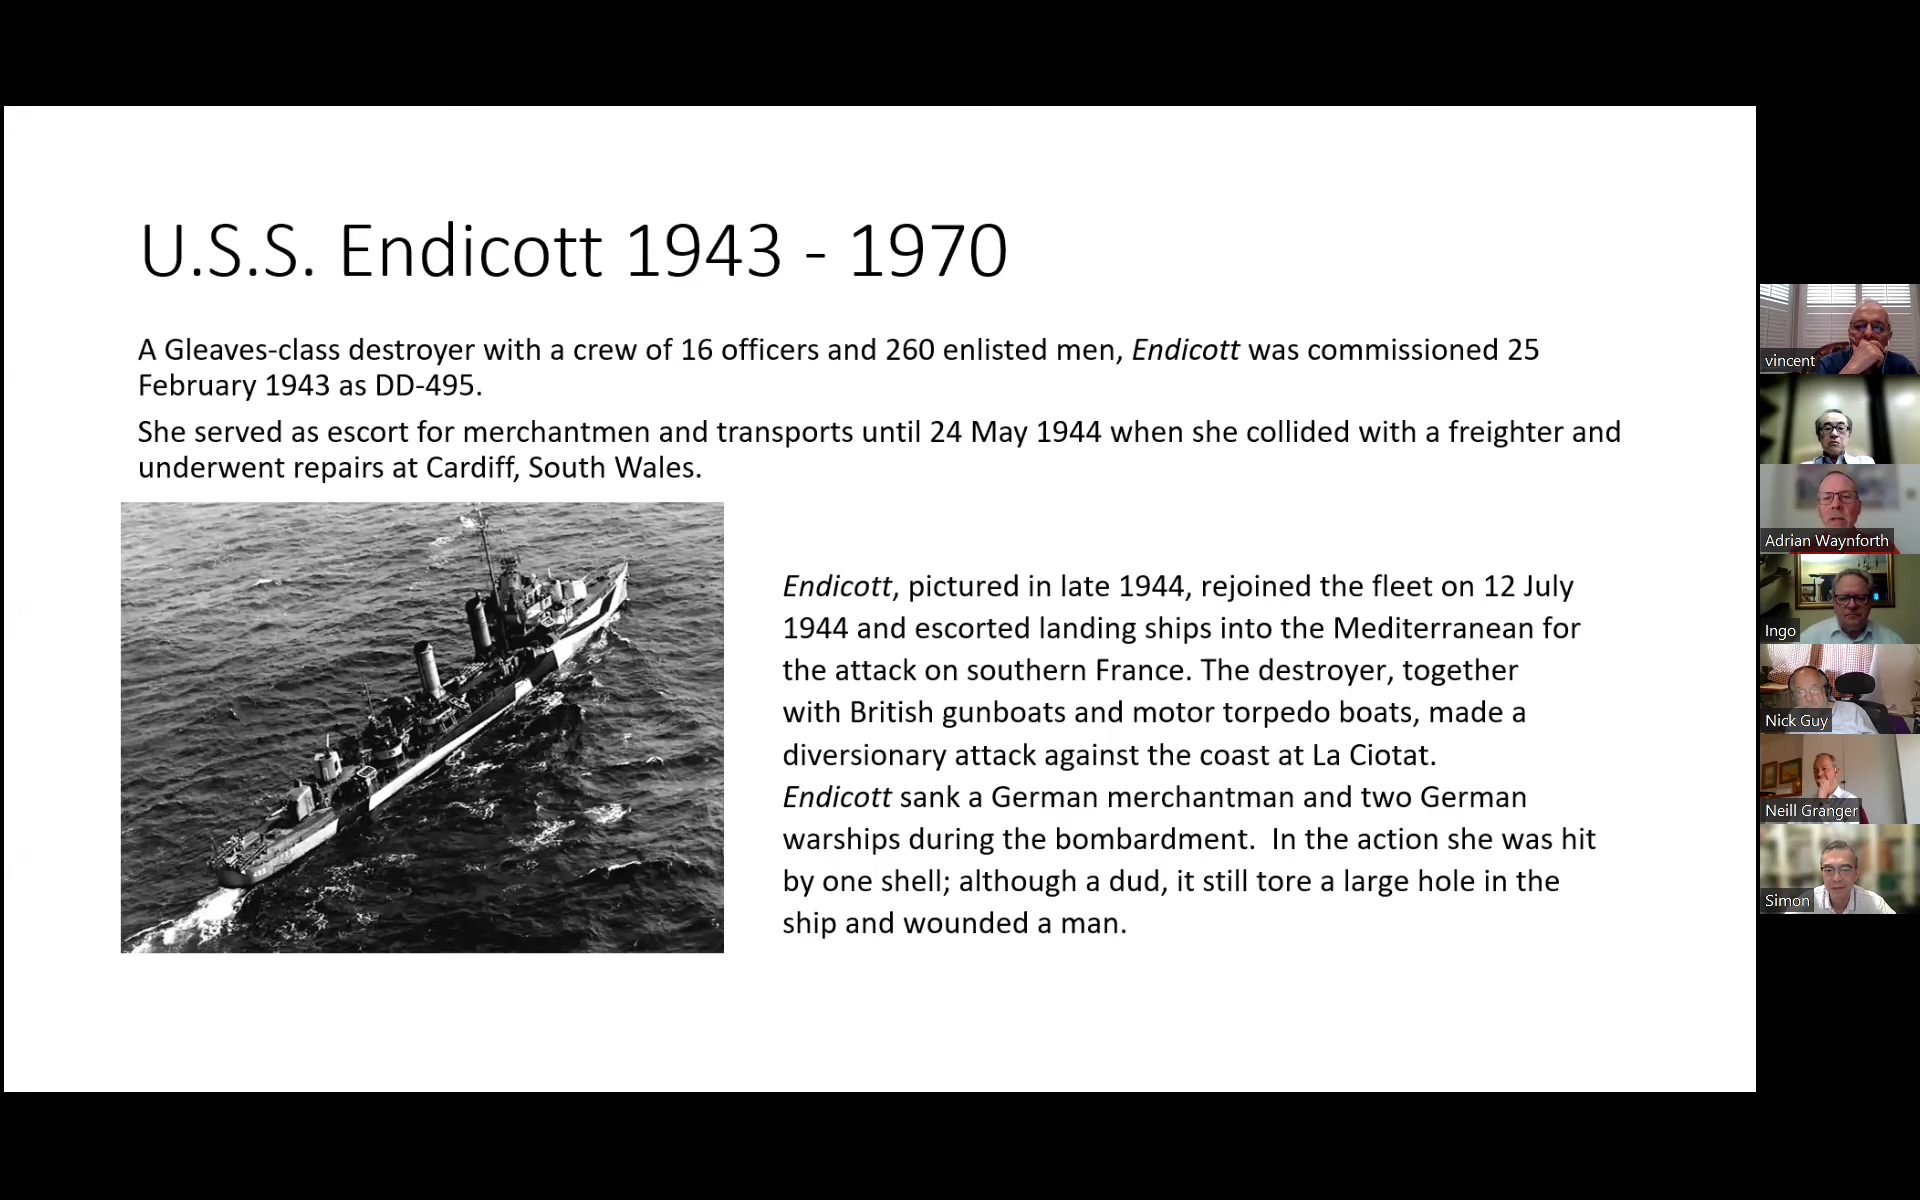 U.S.S. Endicott 1943 - 1970
A Gleaves-class destroyer with a crew of 16 officers and 260 enlisted men, Endicott was commissioned 25
February 1943 as DD-495.
She served as escort for merchantmen and transports until 24 May 1944 when she collided with a freighter and
underwent repairs at Cardiff, South Wales.
Endicott, pictured in late 1944, rejoined the fleet on 12 July
1944 and escorted landing ships into the Mediterranean for
the attack on southern France. The destroyer, together
with British gunboats and motor torpedo boats, made a
diversionary attack against the coast at La Ciotat.
Endicott sank a German merchantman and two German
warships during the bombardment.  In the action she was hit
by one shell; although a dud, it still tore a large hole in the
ship and wounded a man.
vincent
Adrian Waynforth
Ingo
Nick Guy
Neill Granger
Simon